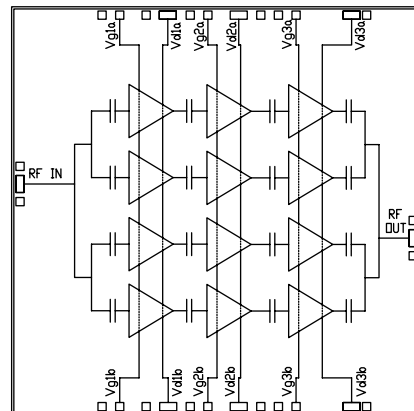 Vg1a
Vd1a
Vg2a
Vd2a
Vg3a
Vd3a
RF IN
RF
OUT
Vg1b
Vd1b
Vg2b
Vd2b
Vg3b
Vd3b